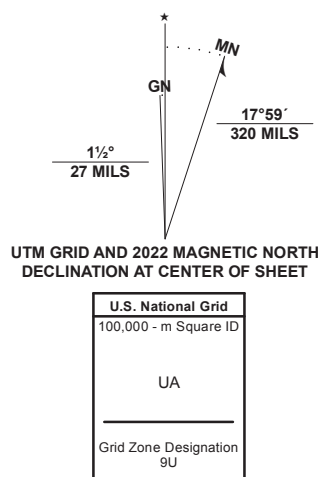 ★
MN
GN
1½°
27 MILS
17°59´
320 MILS
UTM GRID AND 2022 MAGNETIC NORTH
DECLINATION AT CENTER OF SHEET
U.S. National Grid
100,000 - m Square ID
UA
Grid Zone Designation
9U